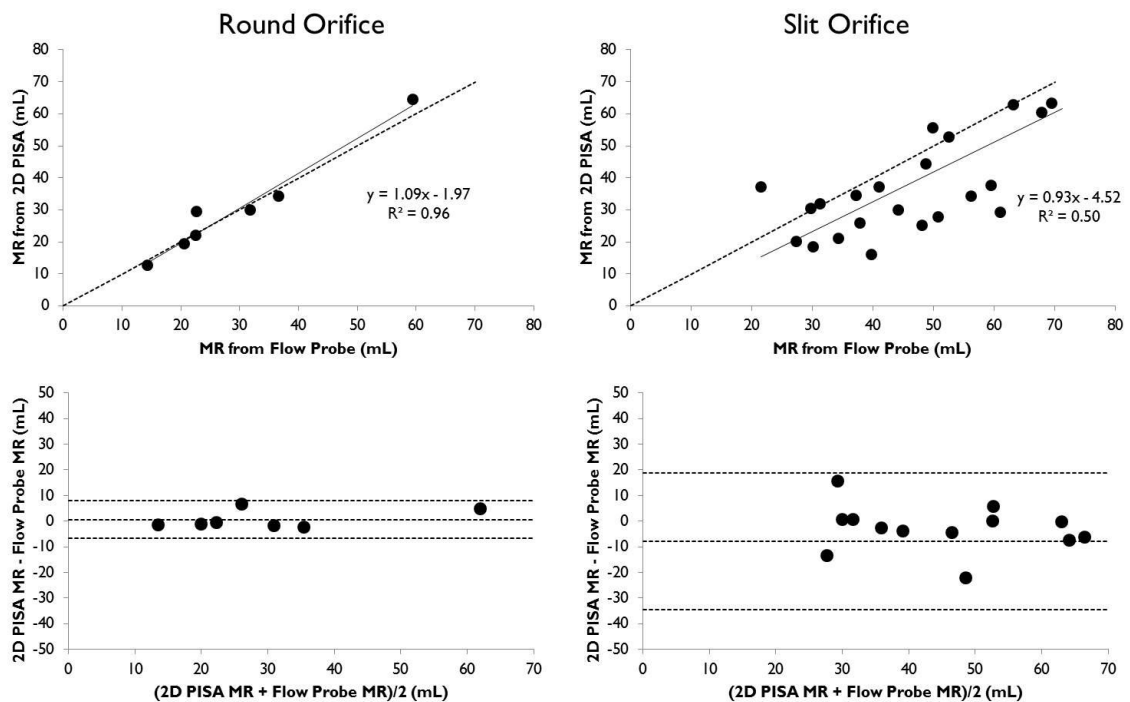 Round Orifice
80
70
60
50
40
30
20
10
0
MR from 2D PISA (mL)
y = 1.09x - 1.97
R² = 0.96
0 10 20 30 40 50 60 70 80
MR from Flow Probe (mL)
Slit Orifice
80
70
60
50
40
30
20
10
0
MR from 2D PISA (mL)
y = 0.93x - 4.52
R² = 0.50
0 10 20 30 40 50 60 70 80
MR from Flow Probe (mL)
50
40
30
20
10
0
-10
-20
-30
-40
-50
2D PISA MR - Flow Probe MR (mL)
0 10 20 30 40 50 60 70
(2D PISA MR + Flow Probe MR)/2 (mL)
50
40
30
20
10
0
-10
-20
-30
-40
-50
2D PISA MR - Flow Probe MR (mL)
0 10 20 30 40 50 60 70
(2D PISA MR + Flow Probe MR)/2 (mL)